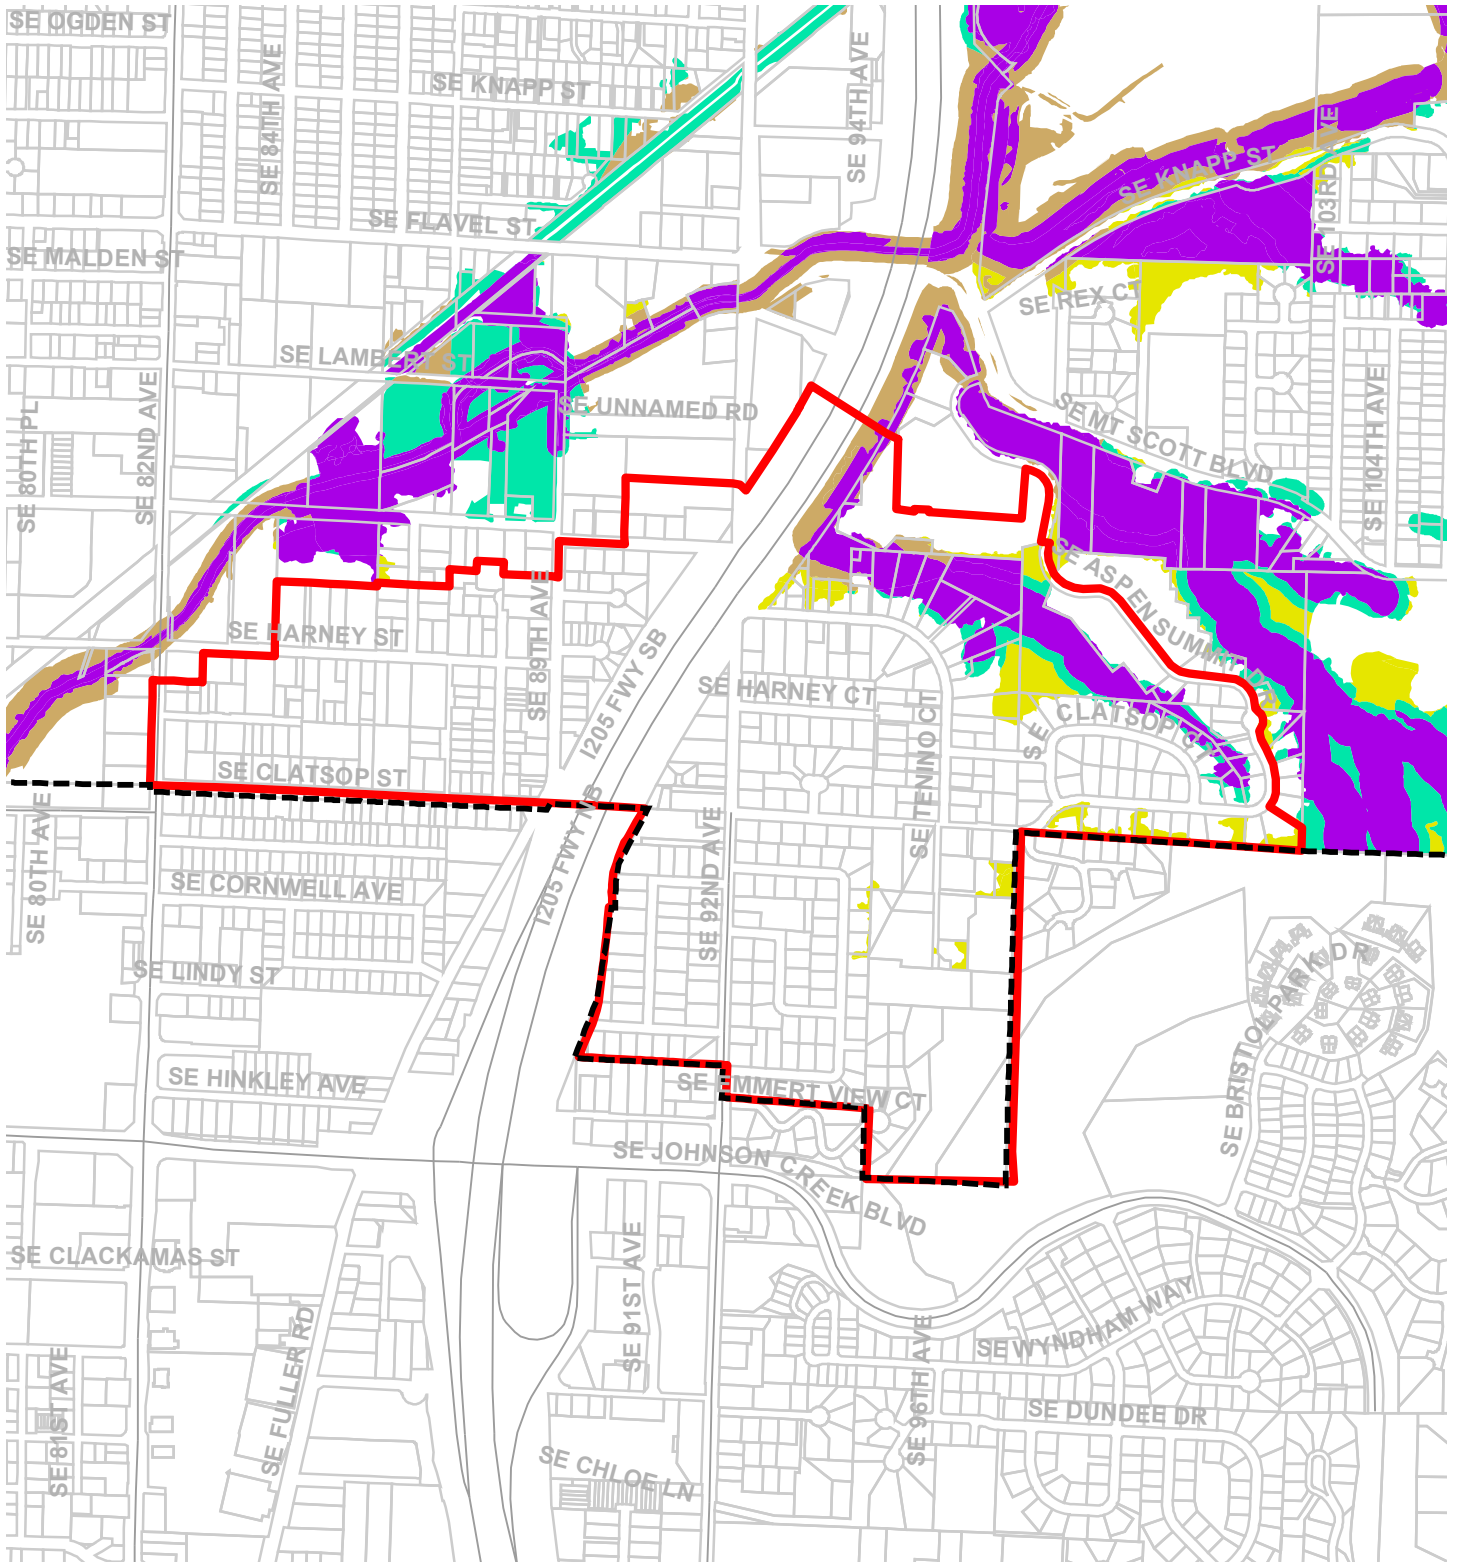 SE OGDEN ST
SE 84TH AVE
SE KNAPP ST
SE 94TH AVE
SE KNAPP ST
SE 103RD AVE
SE FLAVEL ST
SE MALDEN ST
SE REX CT
SE LAMBERT ST
SE UNNAMED RD
SE MT SCOTT BLVD
SE 104TH AVE
SE 80TH PL
SE 82ND AVE
SE ASPEN SUMMIT DR
SE HARNEY ST
SE 89TH AVE
I205 FWY SB
SE HARNEY CT
SE TENINO CT
SE CLATSOP CT
SE CLATSOP ST
I205 FWY NB
SE 80TH AVE
SE 92ND AVE
SE CORNWELL AVE
SE LINDY ST
SE BRISTOL PARK DR
SE HINKLEY AVE
SE EMMERT VIEW CT
SE JOHNSON CREEK BLVD
SE CLACKAMAS ST
SE FULLER RD
SE 91ST AVE
SE 96TH AVE
SE WYNDHAM WAY
SE 81ST AVE
SE DUNDEE DR
SE CHLOE LN